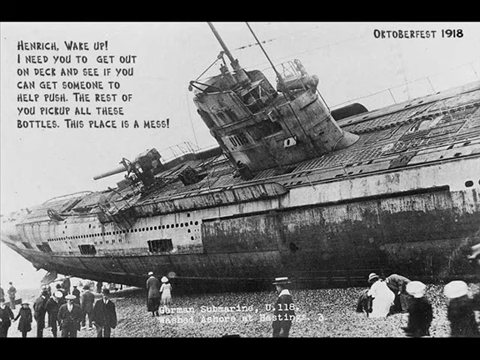 Henrich, Wake up!
I need you to get out
on deck and see if you
can get someone to
help push. The rest of
you pickup all these
bottles. This place is a mess!
Oktoberfest 1918
German Submarine, U.118.
Washed Ashore at Hastings. 3